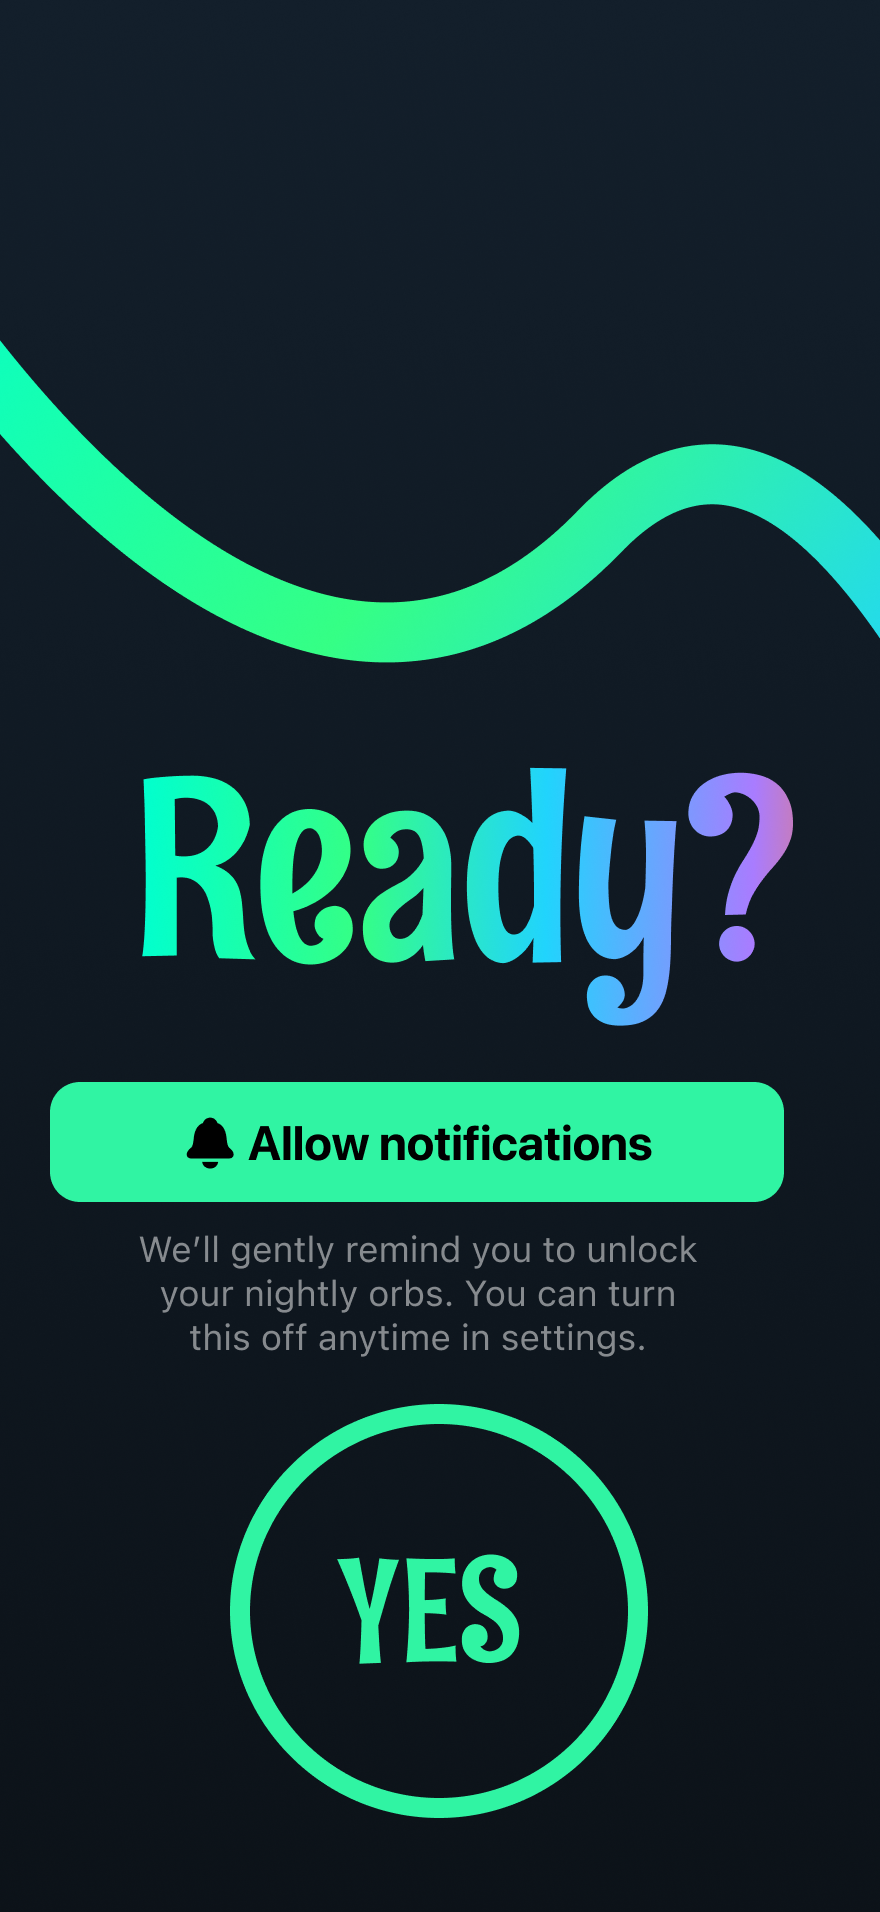 Ready?
Allow notifications
We’ll gently remind you to unlock
your nightly orbs. You can turn
this off anytime in settings.
YES